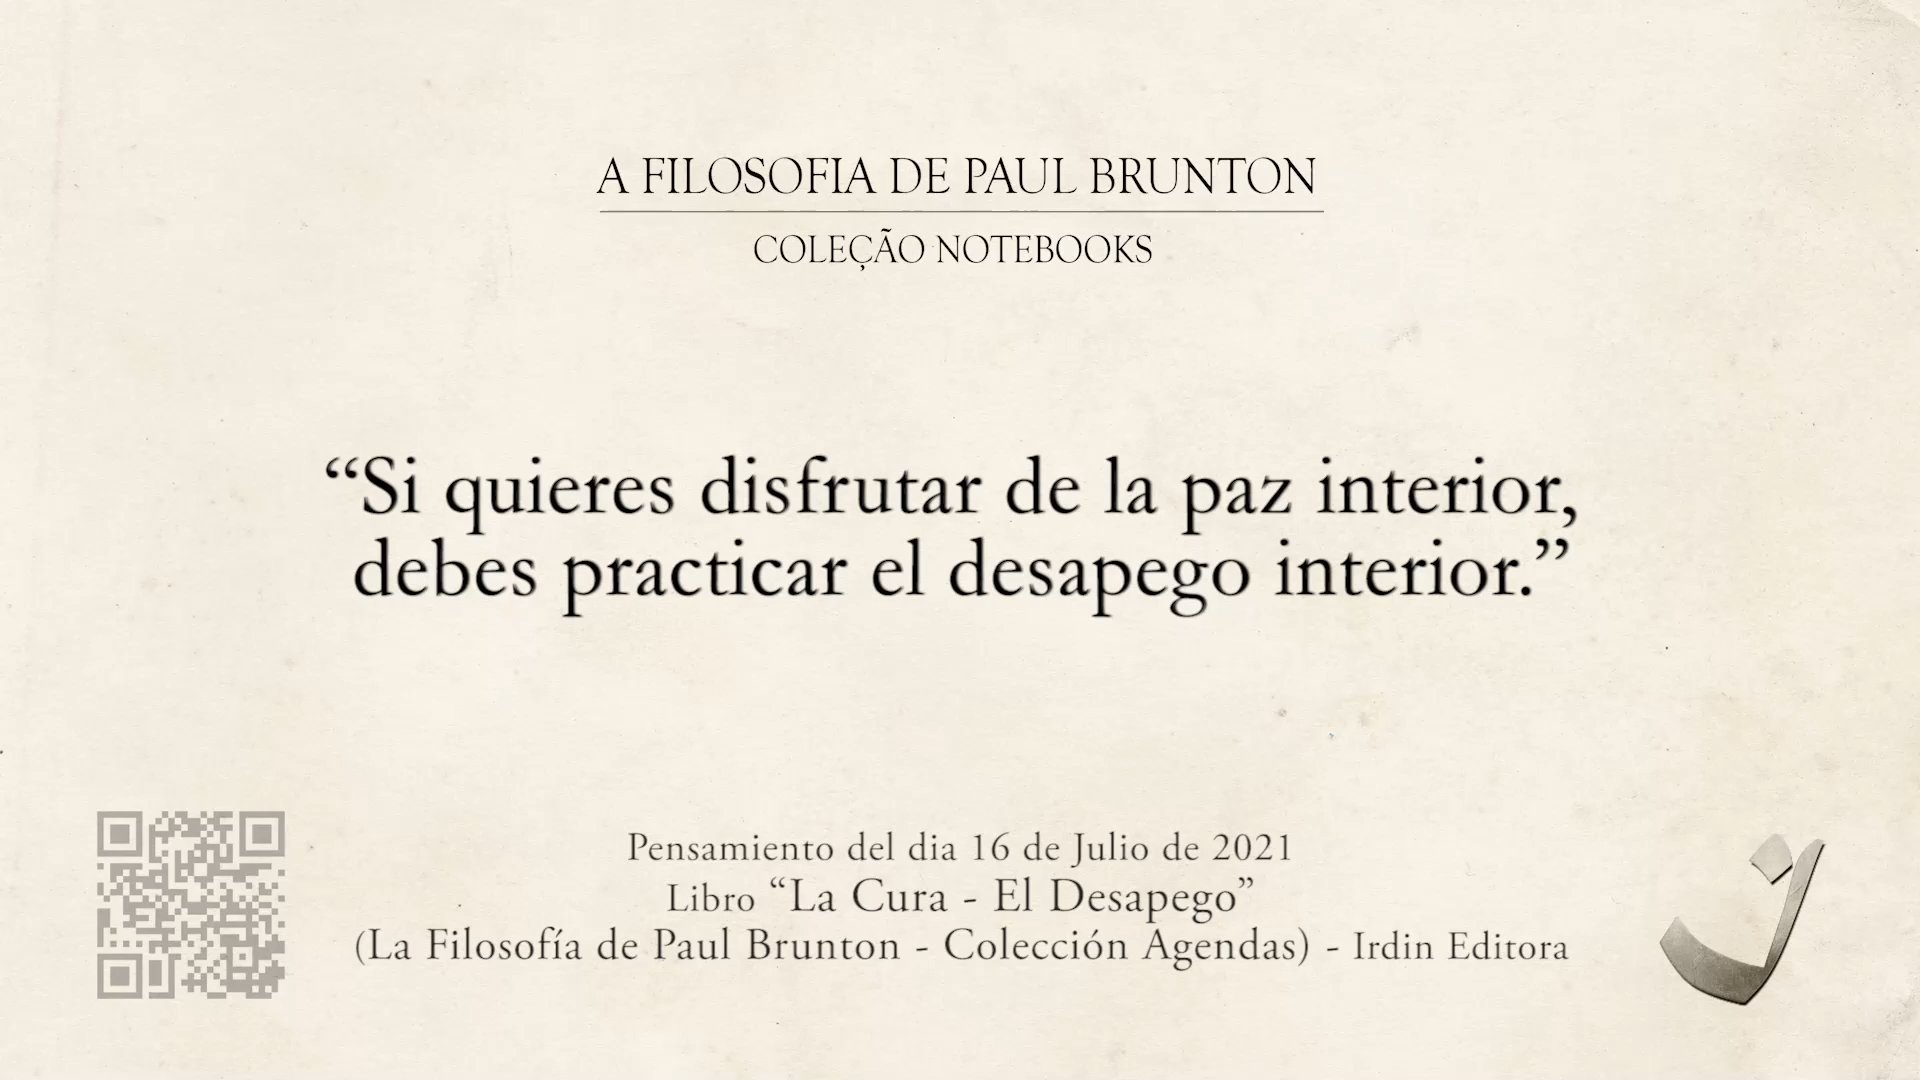 A FILOSOFIA DE PAUL BRUNTON
COLEÇÃO NOTEBOOKS
“Si quieres disfrutar de la paz interior,
debes practicar el desapego interior.”
Pensamiento del dia 16 de Julio de 2021
Libro “La Cura - El Desapego”
(La Filosofía de Paul Brunton - Colección Agendas) - Irdin Editora